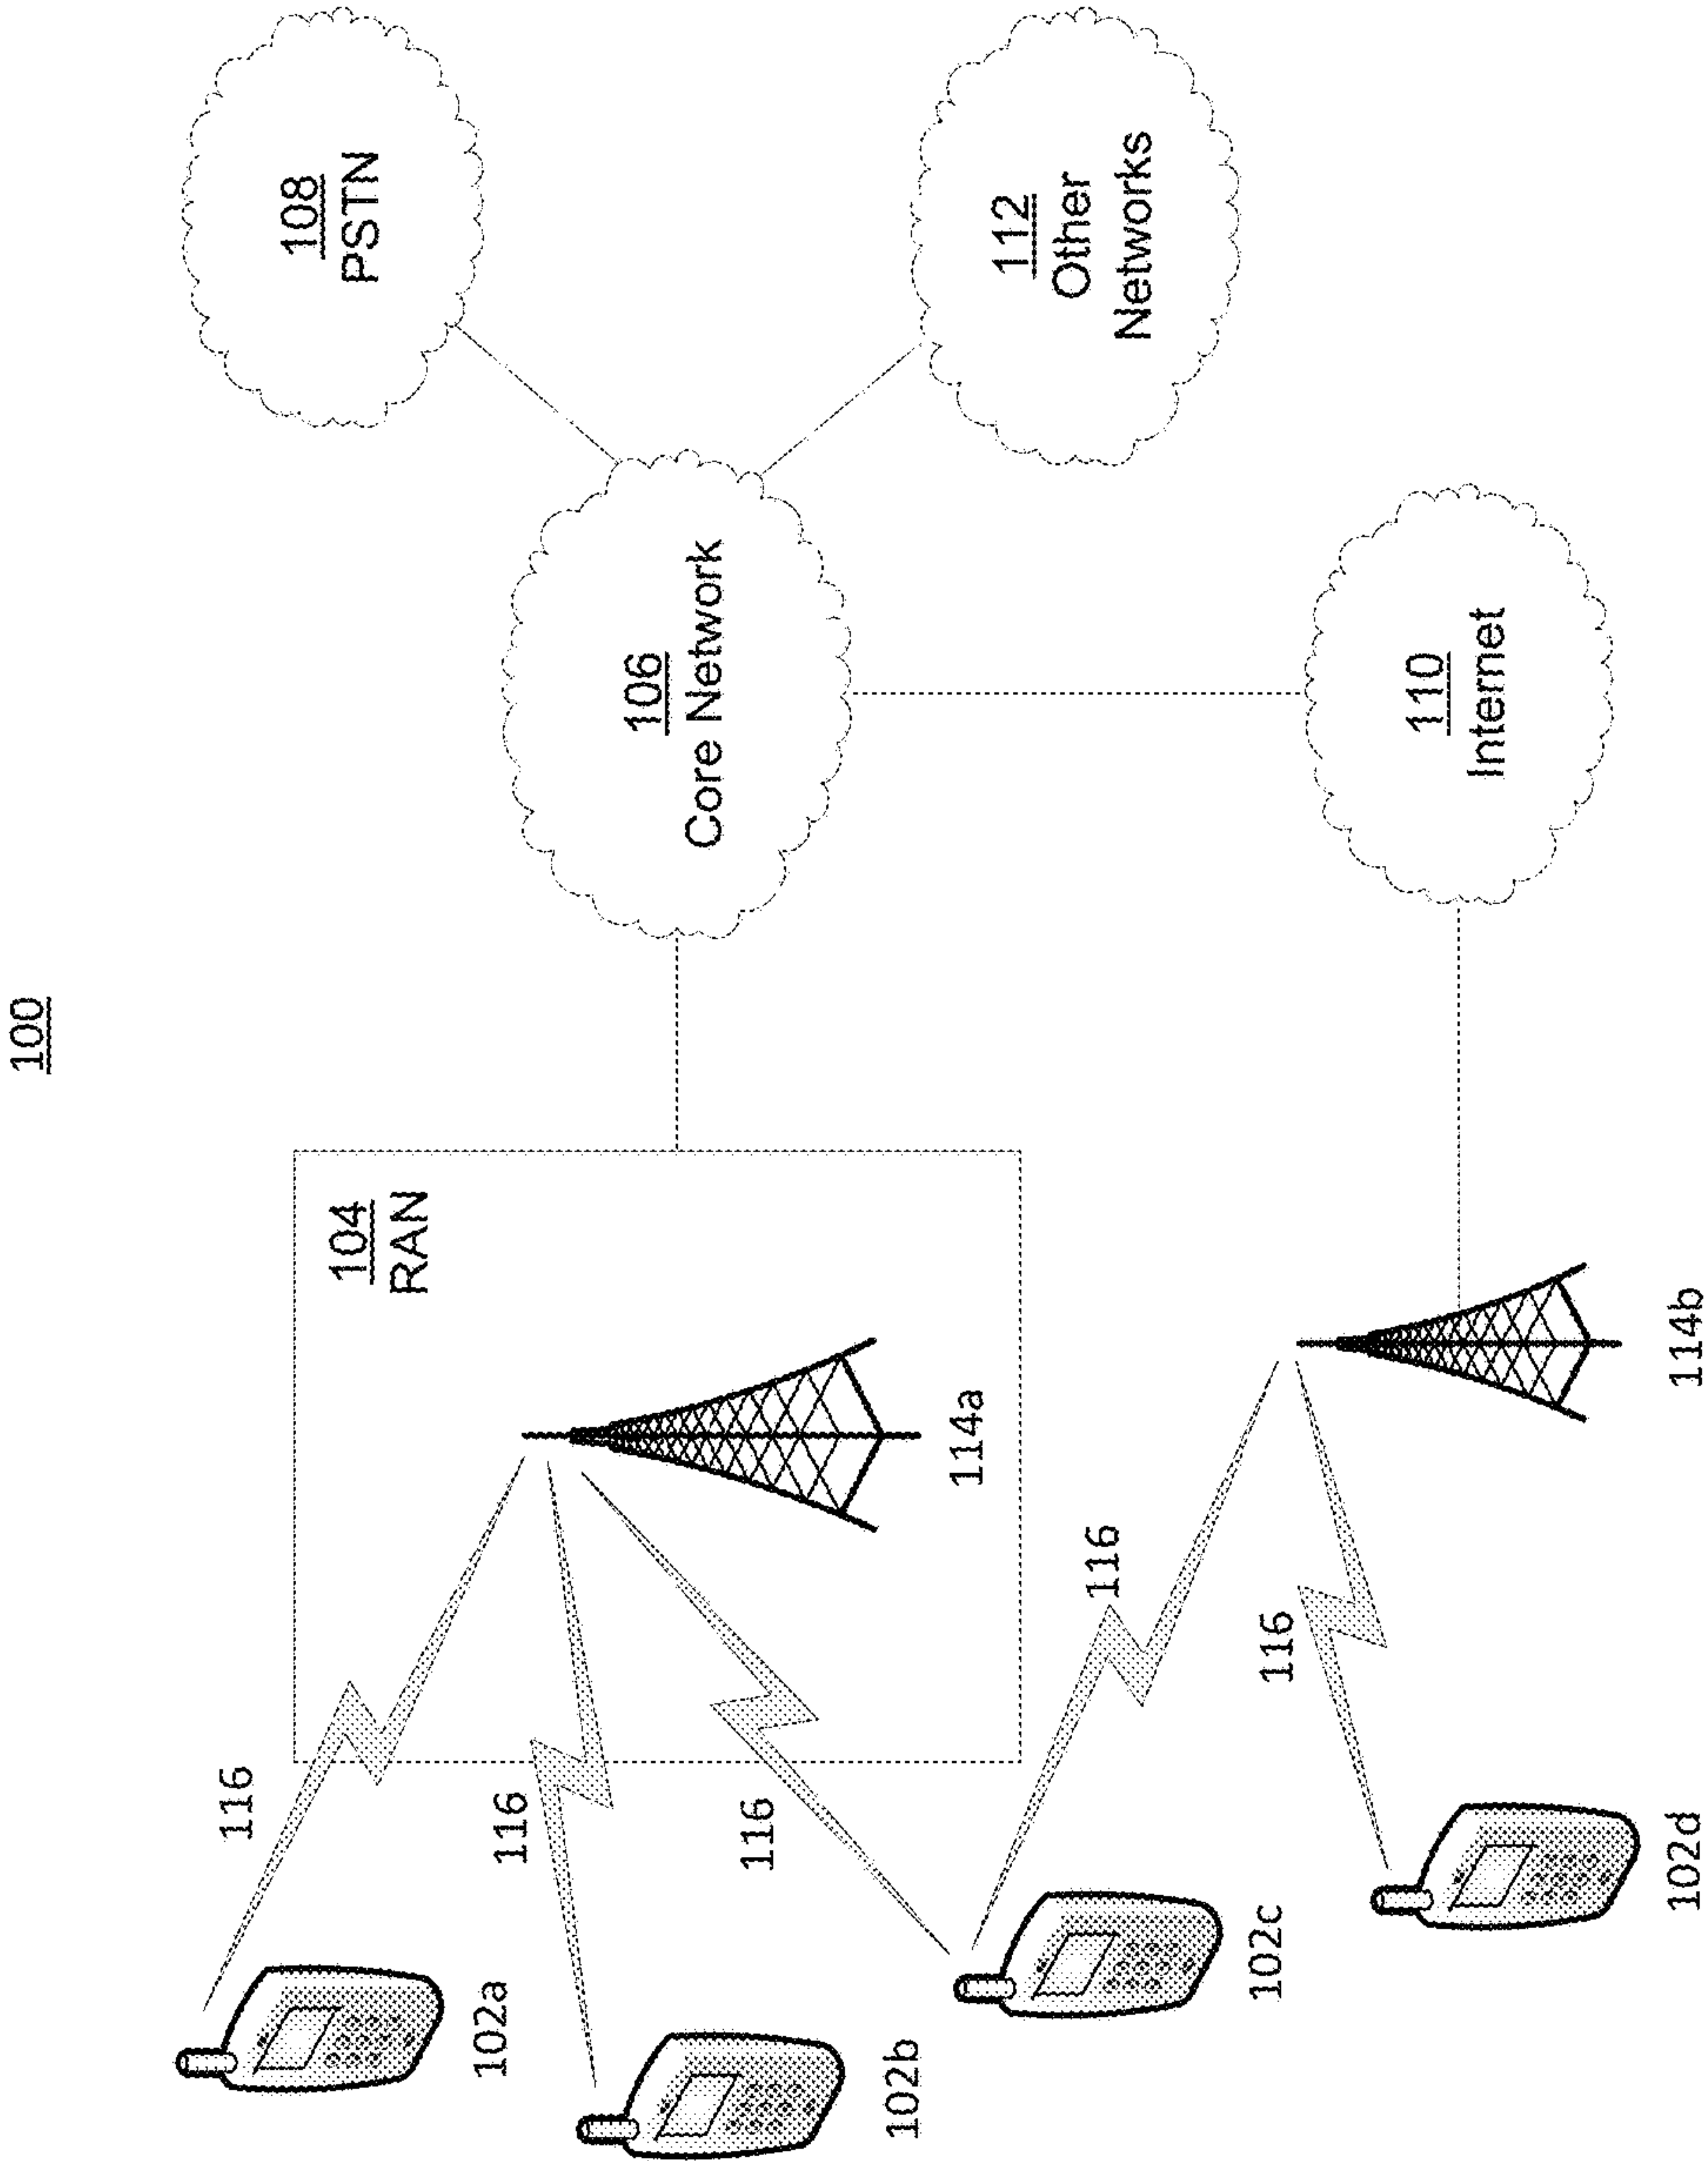 100
108
PSTN
106
Core Network
112
Other
Networks
104
RAN
110
Internet
114a
114b
116
116
116
116
116
102a
102b
102c
102d